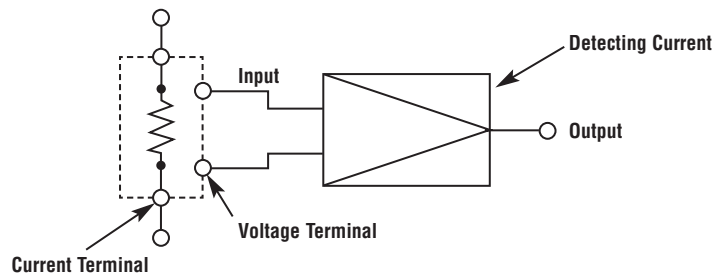 Detecting Current
Input
Output
Voltage Terminal
Current Terminal